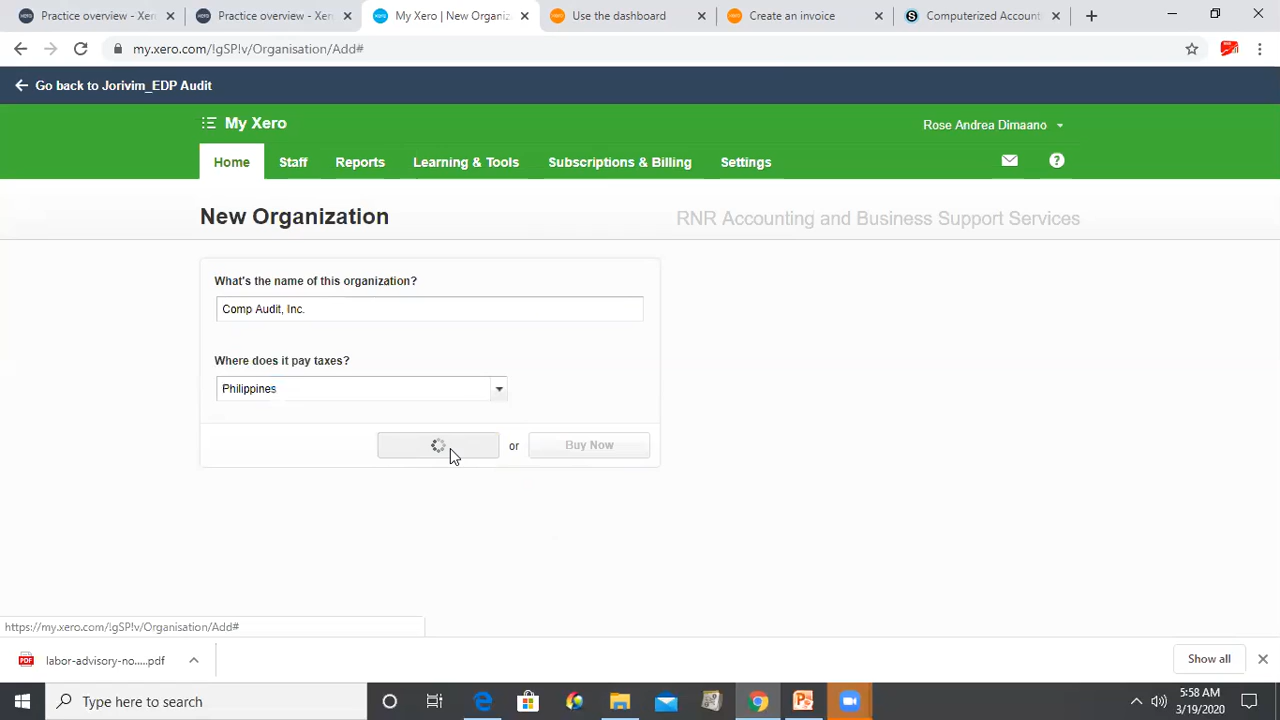 Practice overview - Xer
Practice overview - Xer
My Xero | New Organiz
Use the dashboard
Create an invoice
Computerized Account
my.xero.com/!gSP!v/Organisation/Add#
Go back to Jorivim_EDP Audit
My Xero
Rose Andrea Dimaano
Home
Staff
Reports
Learning & Tools
Subscriptions & Billing
Settings
New Organization
RNR Accounting and Business Support Services
What's the name of this organization?
Comp Audit, Inc.
Where does it pay taxes?
Philippines
or
Buy Now
https://my.xero.com/!gSP!v/Organisation/Add#
labor-advisory-no.....pdf
Show all
Type here to search
5:58 AM
3/19/2020